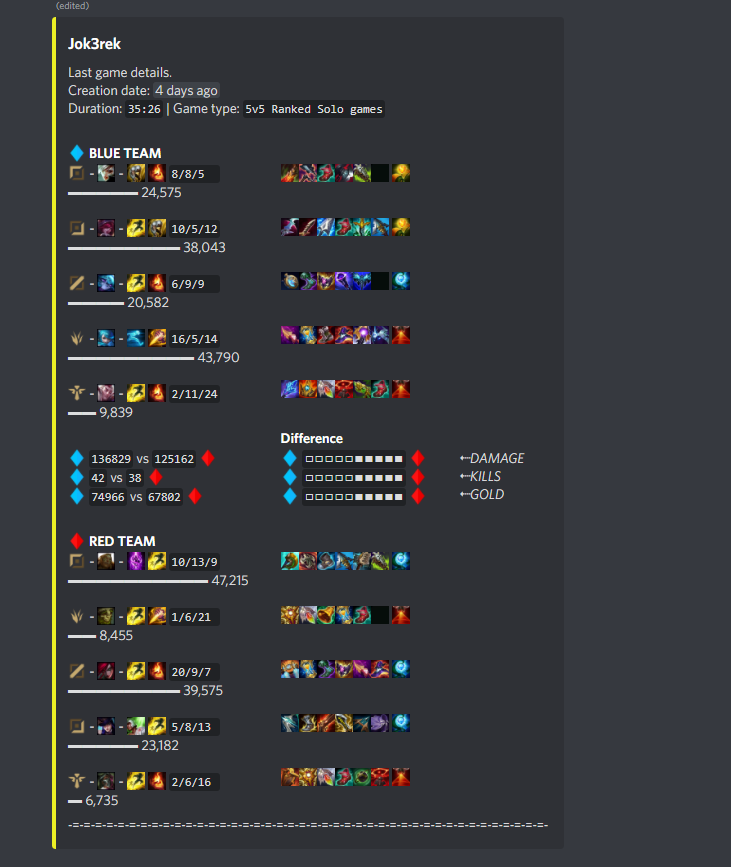 (edited)
Jok3rek
Last game details.
Creation date: 4 days ago
Duration: 35:26 | Game type: 5v5 Ranked Solo games
BLUE TEAM
- - 8/8/5
24,575
- - 10/5/12
38,043
- - 6/9/9
20,582
- - 16/5/14
43,790
- - 2/11/24
9,839
Difference
136829 vs 125162 □□□□□■■■■■ ⇠DAMAGE
42 vs 38 □□□□□■■■■■ ⇠KILLS
74966 vs 67802 □□□□□■■■■■ ⇠GOLD
RED TEAM
- - 10/13/9
47,215
- - 1/6/21
8,455
- - 20/9/7
39,575
- - 5/8/13
23,182
- - 2/6/16
6,735
-=-=-=-=-=-=-=-=-=-=-=-=-=-=-=-=-=-=-=-=-=-=-=-=-=-=-=-=-=-=-